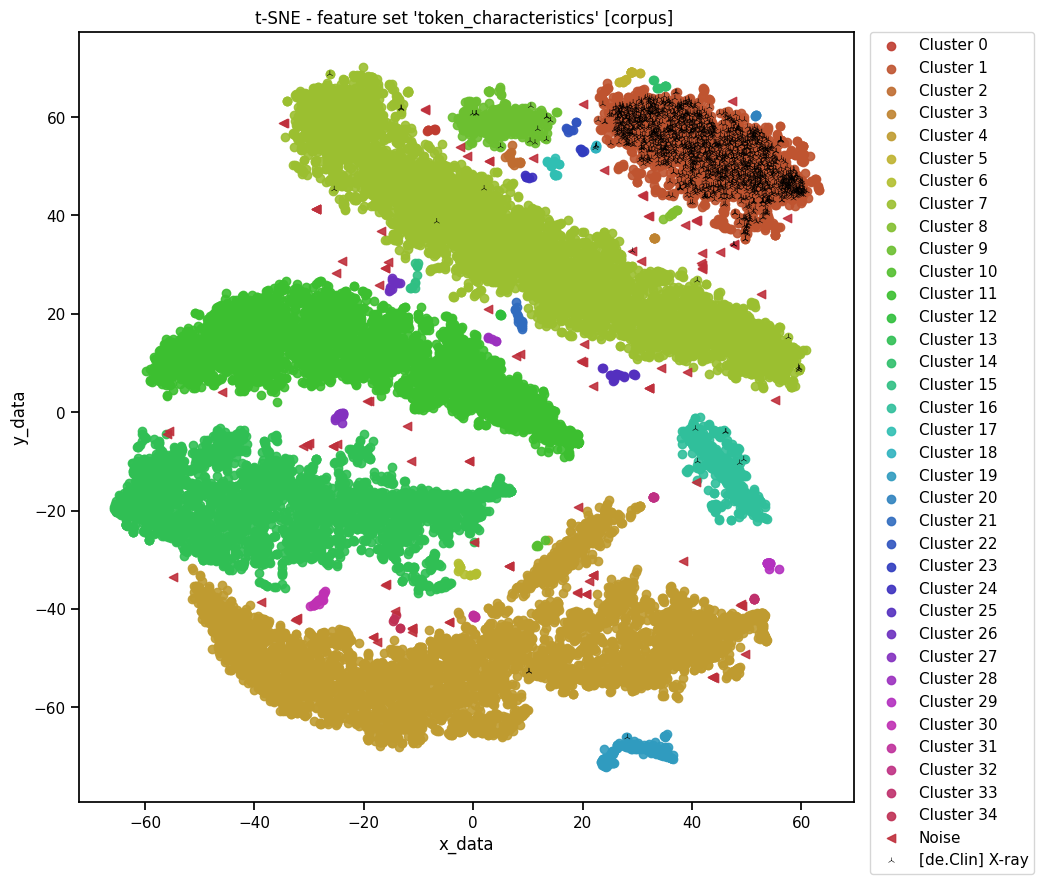 t-SNE - feature set 'token_characteristics' [corpus]
y_data
60
40
20
0
−20
−40
−60
−60
−40
−20
0
20
40
60
x_data
Cluster 0
Cluster 1
Cluster 2
Cluster 3
Cluster 4
Cluster 5
Cluster 6
Cluster 7
Cluster 8
Cluster 9
Cluster 10
Cluster 11
Cluster 12
Cluster 13
Cluster 14
Cluster 15
Cluster 16
Cluster 17
Cluster 18
Cluster 19
Cluster 20
Cluster 21
Cluster 22
Cluster 23
Cluster 24
Cluster 25
Cluster 26
Cluster 27
Cluster 28
Cluster 29
Cluster 30
Cluster 31
Cluster 32
Cluster 33
Cluster 34
Noise
[de.Clin] X-ray